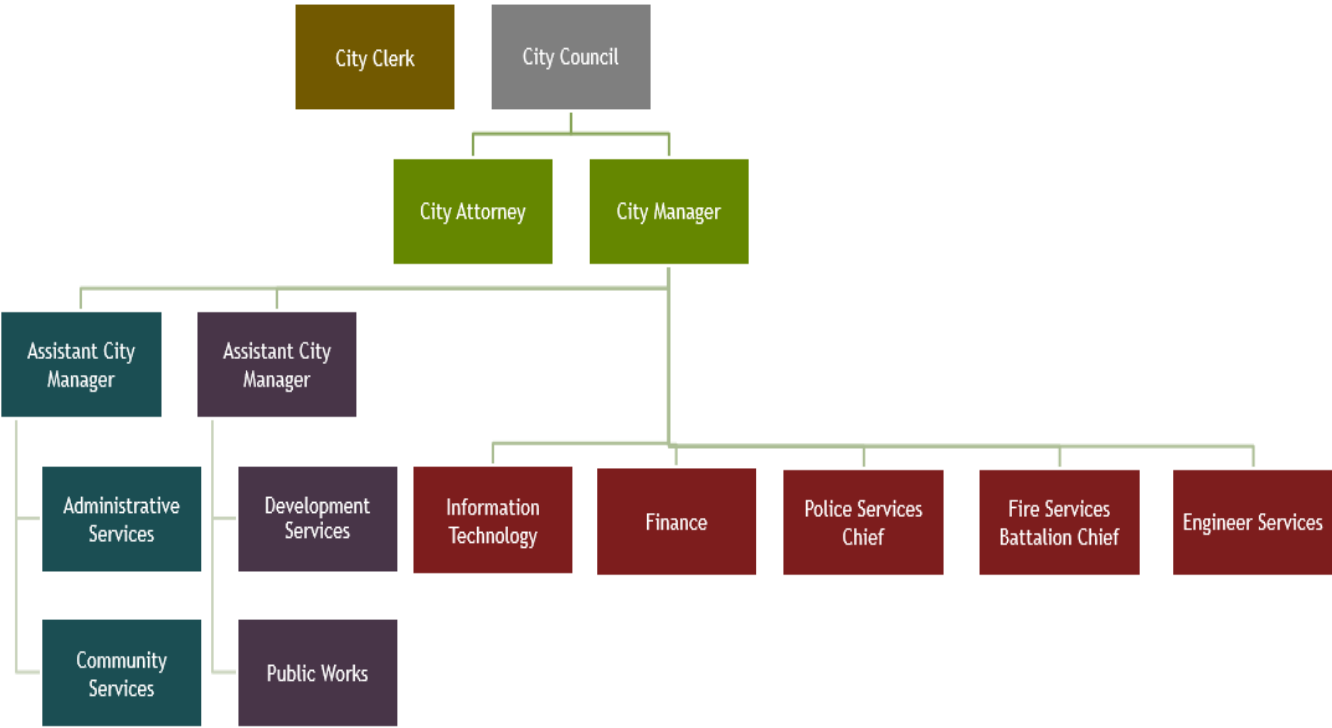 City Clerk
City Council
City Attorney
City Manager
Assistant City
Manager
Assistant City
Manager
Administrative
Services
Development
Services
Information
Technology
Finance
Police Services
Chief
Fire Services
Battalion Chief
Engineer Services
Community
Services
Public Works